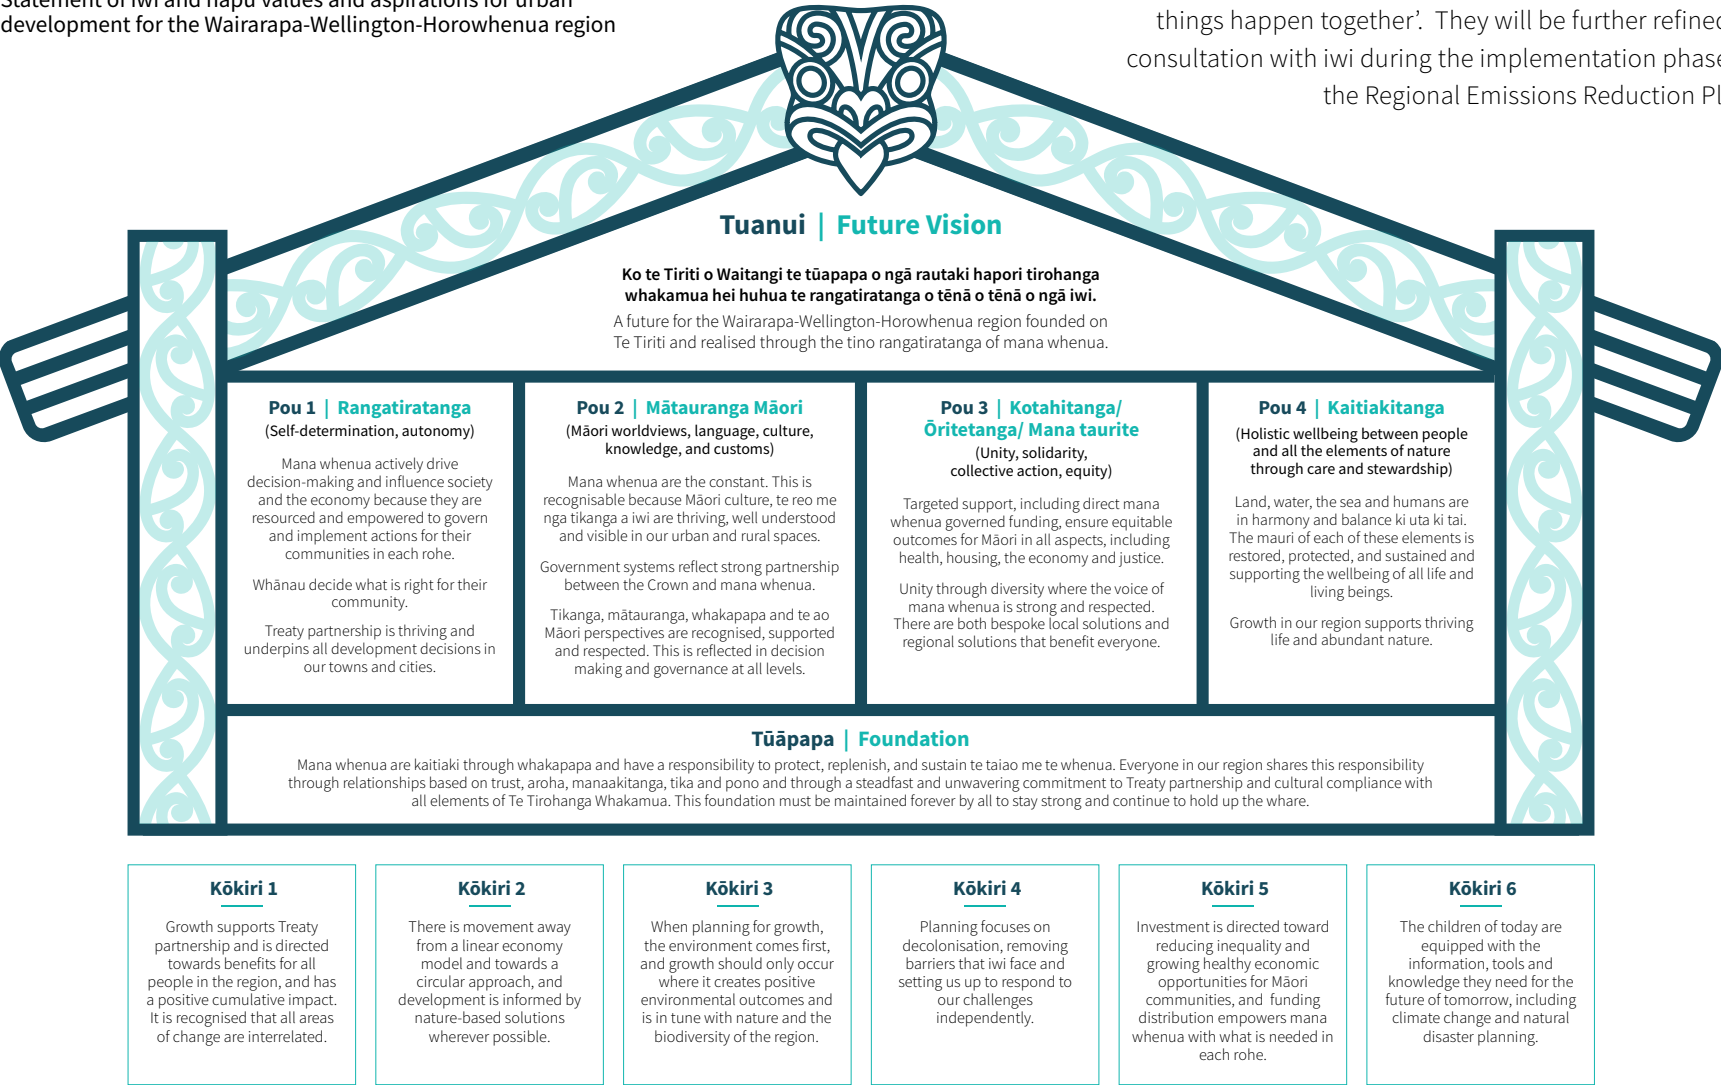 Statement of iwi and hapū values and aspirations for urban
development for the Wairarapa-Wellington-Horowhenua region
things happen together’. They will be further refined
consultation with iwi during the implementation phase
the Regional Emissions Reduction Pl
Tuanui | Future Vision
Ko te Tiriti o Waitangi te tūapapa o ngā rautaki hapori tirohanga
whakamua hei huhua te rangatiratanga o tēnā o tēnā o ngā iwi.
A future for the Wairarapa-Wellington-Horowhenua region founded on
Te Tiriti and realised through the tino rangatiratanga of mana whenua.
Pou 1 | Rangatiratanga
(Self-determination, autonomy)
Mana whenua actively drive
decision-making and influence society
and the economy because they are
resourced and empowered to govern
and implement actions for their
communities in each rohe.
Whānau decide what is right for their
community.
Treaty partnership is thriving and
underpins all development decisions in
our towns and cities.
Pou 2 | Mātauranga Māori
(Māori worldviews, language, culture,
knowledge, and customs)
Mana whenua are the constant. This is
recognisable because Māori culture, te reo me
nga tikanga a iwi are thriving, well understood
and visible in our urban and rural spaces.
Government systems reflect strong partnership
between the Crown and mana whenua.
Tikanga, mātauranga, whakapapa and te ao
Māori perspectives are recognised, supported
and respected. This is reflected in decision
making and governance at all levels.
Pou 3 | Kotahitanga/
Ōritetanga/ Mana taurite
(Unity, solidarity,
collective action, equity)
Targeted support, including direct mana
whenua governed funding, ensure equitable
outcomes for Māori in all aspects, including
health, housing, the economy and justice.
Unity through diversity where the voice of
mana whenua is strong and respected.
There are both bespoke local solutions and
regional solutions that benefit everyone.
Pou 4 | Kaitiakitanga
(Holistic wellbeing between people
and all the elements of nature
through care and stewardship)
Land, water, the sea and humans are
in harmony and balance ki uta ki tai.
The mauri of each of these elements is
restored, protected, and sustained and
supporting the wellbeing of all life and
living beings.
Growth in our region supports thriving
life and abundant nature.
Tūāpapa | Foundation
Mana whenua are kaitiaki through whakapapa and have a responsibility to protect, replenish, and sustain te taiao me te whenua. Everyone in our region shares this responsibility
through relationships based on trust, aroha, manaakitanga, tika and pono and through a steadfast and unwavering commitment to Treaty partnership and cultural compliance with
all elements of Te Tirohanga Whakamua. This foundation must be maintained forever by all to stay strong and continue to hold up the whare.
Kōkiri 1
Growth supports Treaty
partnership and is directed
towards benefits for all
people in the region, and has
a positive cumulative impact.
It is recognised that all areas
of change are interrelated.
Kōkiri 2
There is movement away
from a linear economy
model and towards a
circular approach, and
development is informed by
nature-based solutions
wherever possible.
Kōkiri 3
When planning for growth,
the environment comes first,
and growth should only occur
where it creates positive
environmental outcomes and
is in tune with nature and the
biodiversity of the region.
Kōkiri 4
Planning focuses on
decolonisation, removing
barriers that iwi face and
setting us up to respond to
our challenges
independently.
Kōkiri 5
Investment is directed toward
reducing inequality and
growing healthy economic
opportunities for Māori
communities, and funding
distribution empowers mana
whenua with what is needed in
each rohe.
Kōkiri 6
The children of today are
equipped with the
information, tools and
knowledge they need for the
future of tomorrow, including
climate change and natural
disaster planning.